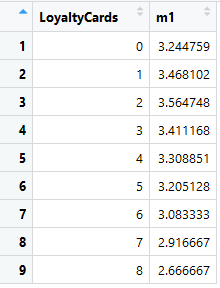 LoyaltyCards m1
1 0 3.244759
2 1 3.468102
3 2 3.564748
4 3 3.411168
5 4 3.308851
6 5 3.205128
7 6 3.083333
8 7 2.916667
9 8 2.666667